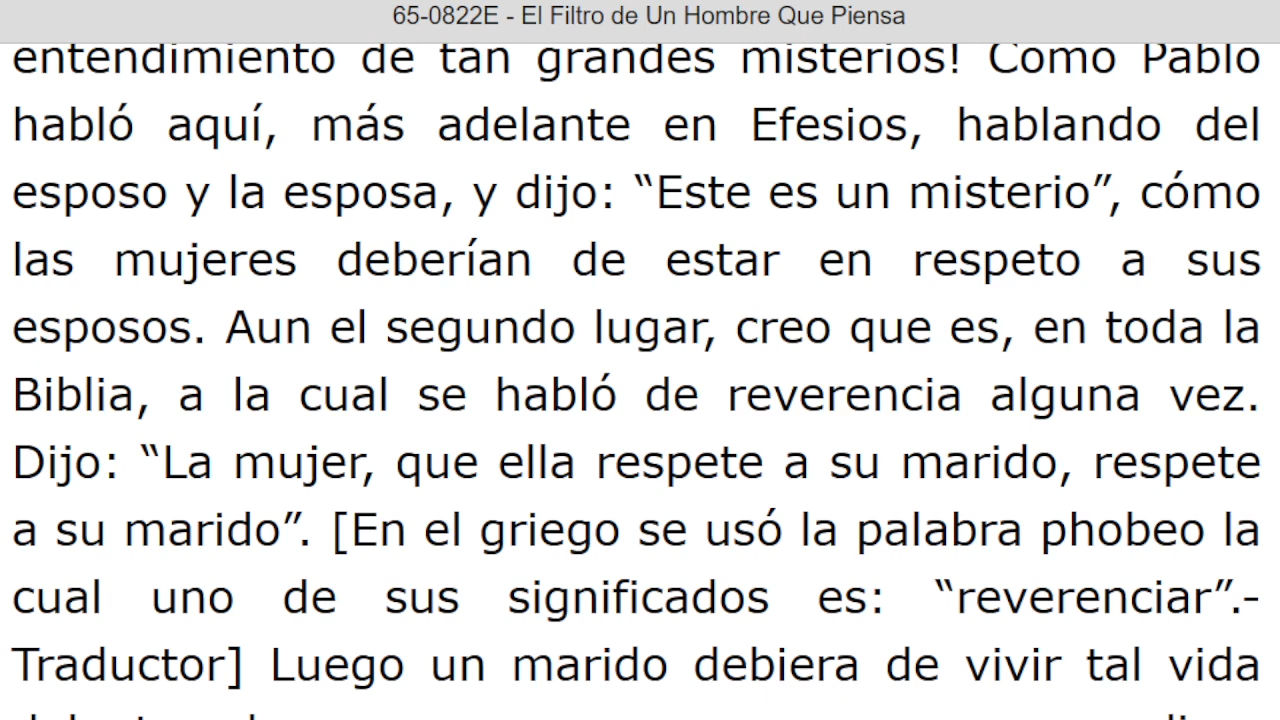 65-0822E - El Filtro de Un Hombre Que Piensa
entendimiento de tan grandes misterios! Como Pablo
habló aquí, más adelante en Efesios, hablando del
esposo y la esposa, y dijo: “Este es un misterio”, cómo
las mujeres deberían de estar en respeto a sus
esposos. Aun el segundo lugar, creo que es, en toda la
Biblia, a la cual se habló de reverencia alguna vez.
Dijo: “La mujer, que ella respete a su marido, respete
a su marido”. [En el griego se usó la palabra phobeo la
cual uno de sus significados es: “reverenciar”.-
Traductor] Luego un marido debiera de vivir tal vida